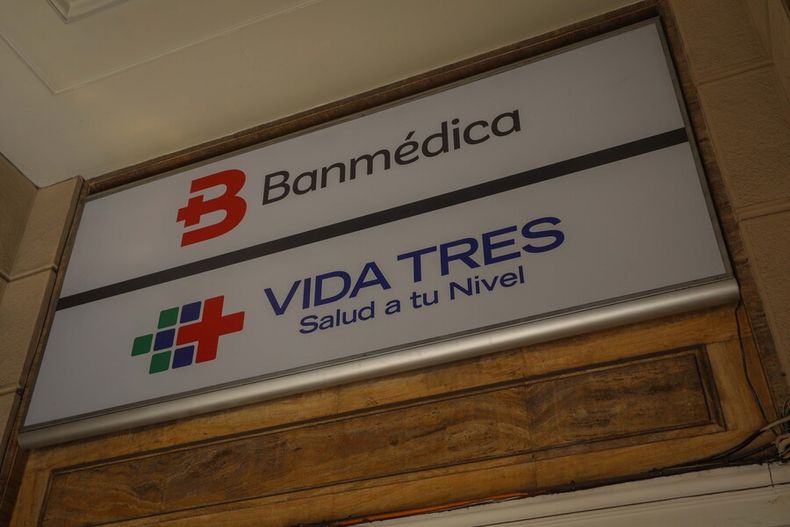 Banmédica
VIDA TRES
Salud a tu Nivel